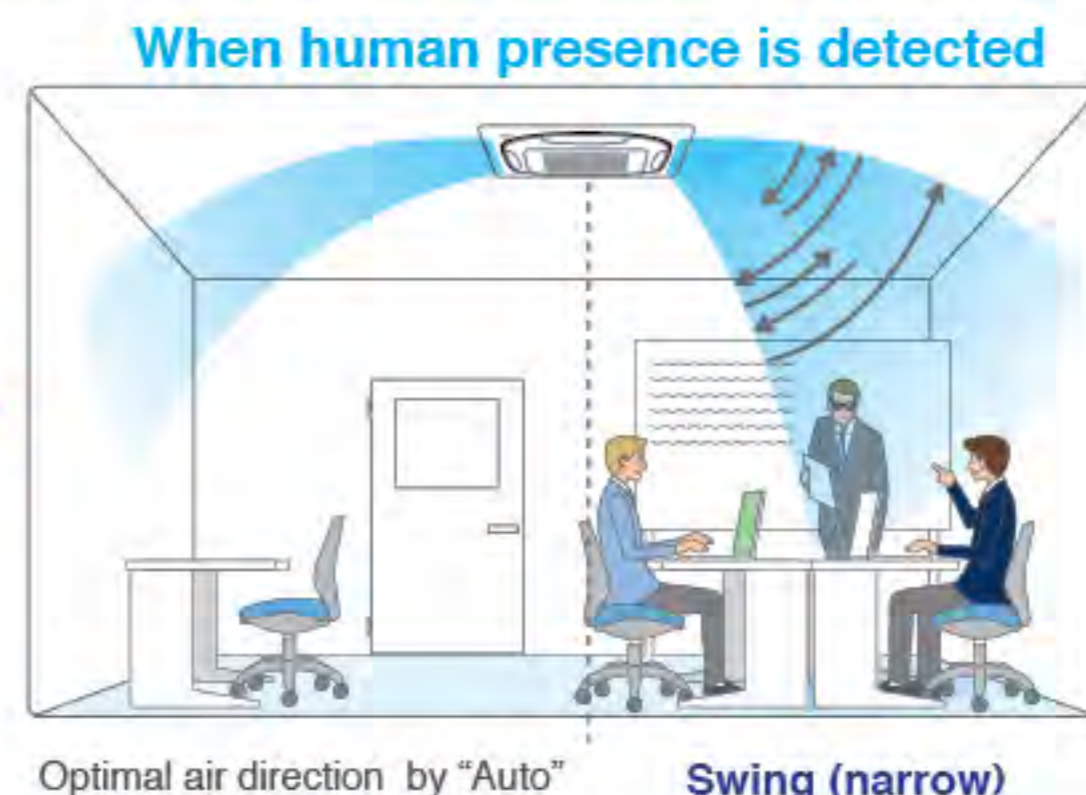 When human presence is detected
Optimal air direction by “Auto”
Swing (narrow)